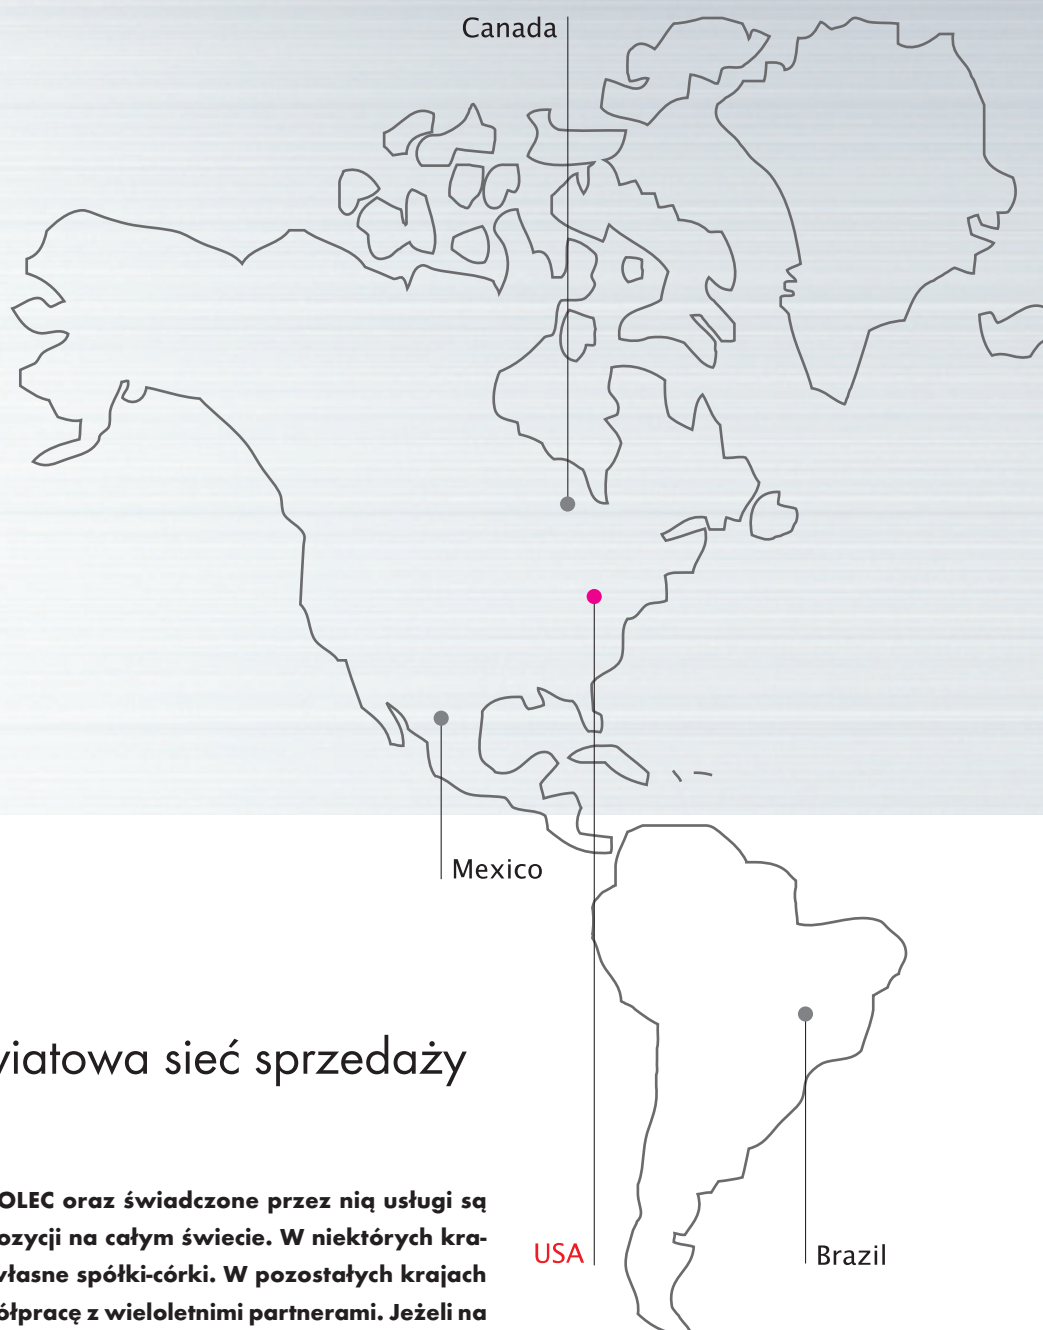 Canada
Mexico
wiatowa sieć sprzedaży
OLEC oraz świadczone przez nią usługi są
ozycji na całym świecie. W niektórych kra-
własne spółki-córki. W pozostałych krajach
ółpracę z wieloletnimi partnerami. Jeżeli na
USA
Brazil